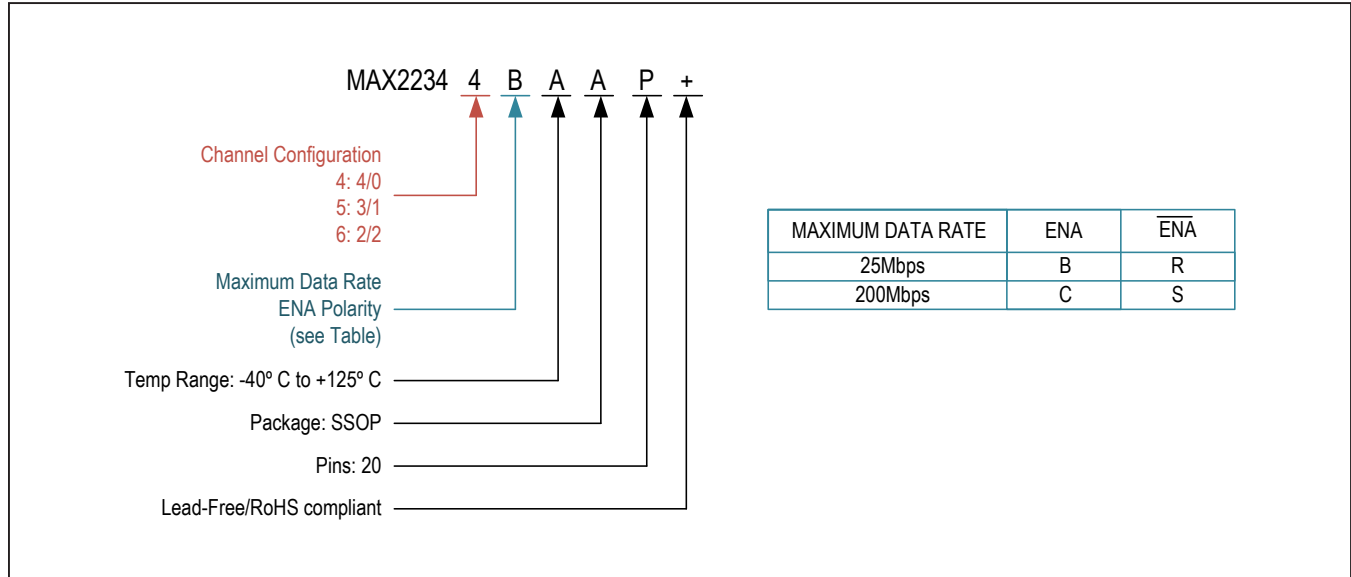 MAX2234 4 B A A P +
Channel Configuration
4: 4/0
5: 3/1
6: 2/2
Maximum Data Rate
ENA Polarity
(see Table)
Temp Range: -40º C to +125º C
Package: SSOP
Pins: 20
Lead-Free/RoHS compliant
MAXIMUM DATA RATE ENA E̅N̅A̅
25Mbps B R
200Mbps C S